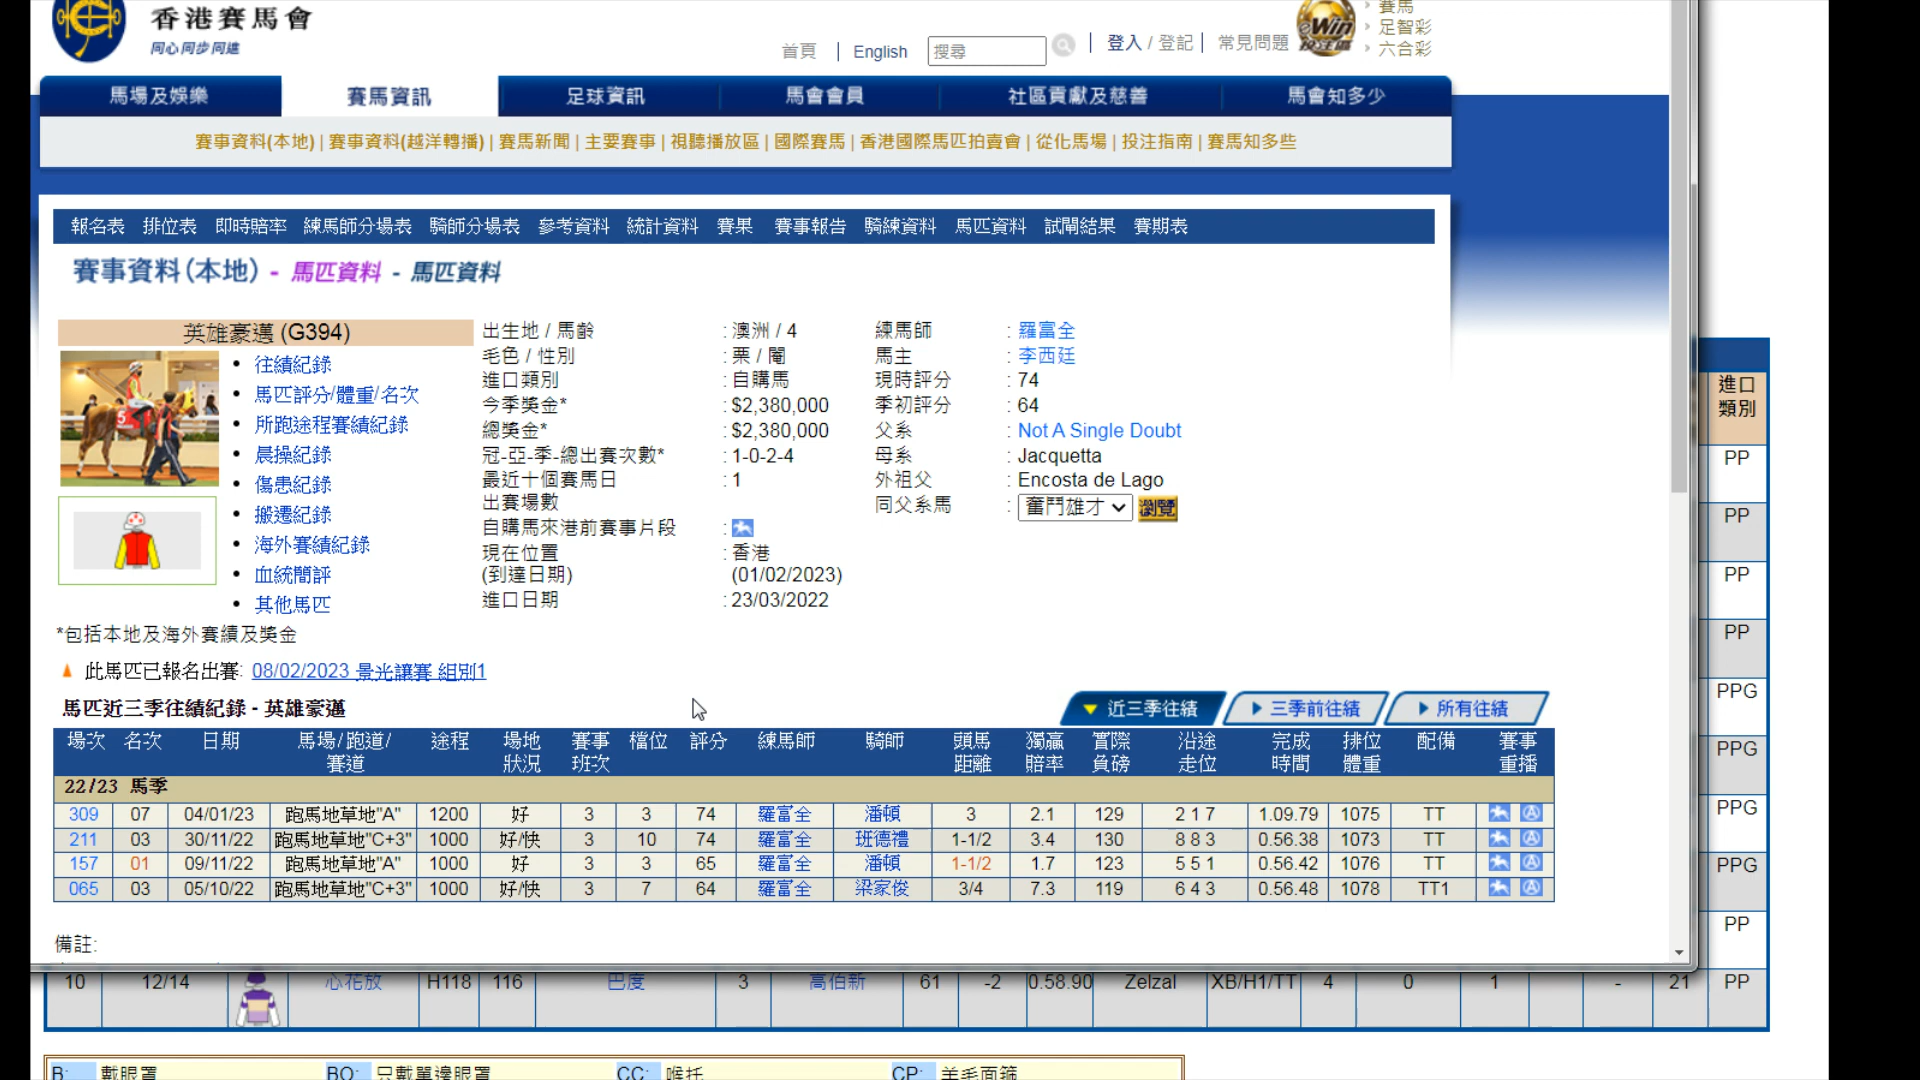 香港賽馬會
同心同步同進
首頁 | English 搜尋 | 登入 / 登記 | 常見問題
eWin 投注區
賽馬
足智彩
六合彩
馬場及娛樂 賽馬資訊 足球資訊 馬會會員 社區貢獻及慈善 馬會知多少
賽事資料(本地) | 賽事資料(越洋轉播) | 賽馬新聞 | 主要賽事 | 視聽播放區 | 國際賽馬 | 香港國際馬匹拍賣會 | 從化馬場 | 投注指南 | 賽馬知多些
報名表 排位表 即時賠率 練馬師分場表 騎師分場表 參考資料 統計資料 賽果 賽事報告 騎練資料 馬匹資料 試閘結果 賽期表
賽事資料(本地) - 馬匹資料 - 馬匹資料
英雄豪邁 (G394)
• 往績紀錄
• 馬匹評分/體重/名次
• 所跑途程賽績紀錄
• 晨操紀錄
• 傷患紀錄
• 搬遷紀錄
• 海外賽績紀錄
• 血統簡評
• 其他馬匹
出生地 / 馬齡 : 澳洲 / 4
毛色 / 性別 : 栗 / 閹
進口類別 : 自購馬
今季獎金* : $2,380,000
總獎金* : $2,380,000
冠-亞-季-總出賽次數* : 1-0-2-4
最近十個賽馬日 : 1
出賽場數
自購馬來港前賽事片段 :
現在位置 : 香港
(到達日期) (01/02/2023)
進口日期 : 23/03/2022
練馬師 : 羅富全
馬主 : 李西廷
現時評分 : 74
季初評分 : 64
父系 : Not A Single Doubt
母系 : Jacquetta
外祖父 : Encosta de Lago
同父系馬 : 奮鬥雄才 瀏覽
*包括本地及海外賽績及獎金
此馬匹已報名出賽: 08/02/2023 景光讓賽 組別1
馬匹近三季往績紀錄 - 英雄豪邁
近三季往績 三季前往績 所有往績
場次 名次 日期 馬場/跑道/賽道 途程 場地狀況 賽事班次 檔位 評分 練馬師 騎師 頭馬距離 獨贏賠率 實際負磅 沿途走位 完成時間 排位體重 配備 賽事重播
22/23 馬季
309 07 04/01/23 跑馬地草地"A" 1200 好 3 3 74 羅富全 潘頓 3 2.1 129 2 1 7 1.09.79 1075 TT
211 03 30/11/22 跑馬地草地"C+3" 1000 好/快 3 10 74 羅富全 班德禮 1-1/2 3.4 130 8 8 3 0.56.38 1073 TT
157 01 09/11/22 跑馬地草地"A" 1000 好 3 3 65 羅富全 潘頓 1-1/2 1.7 123 5 5 1 0.56.42 1076 TT
065 03 05/10/22 跑馬地草地"C+3" 1000 好/快 3 7 64 羅富全 梁家俊 3/4 7.3 119 6 4 3 0.56.48 1078 TT1
備註:
進口
類別
PP
PP
PP
PP
PPG
PPG
PPG
PPG
PP
10 12/14 心花放 H118 116 巴度 3 高伯新 61 -2 0.58.90 Zelzal XB/H1/TT 4 0 1 - 21 PP
B: 戴眼罩 BO: 只戴單邊眼罩 CC: 喉托 CP: 羊毛面箍